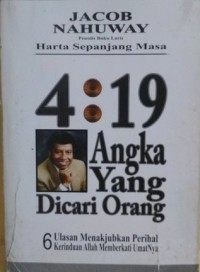 JACOB
NAHUWAY
Penulis Buku Laris
Harta Sepanjang Masa
4:19
Angka
Yang
Dicari Orang
6 Ulasan Menakjubkan Perihal
Kerinduan Allah Memberkati UmatNya